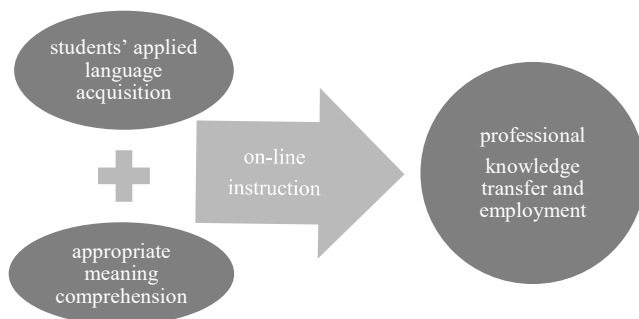 students' applied
language
acquisition
on-line
instruction
appropriate
meaning
comprehension
professional
knowledge
transfer and
employment